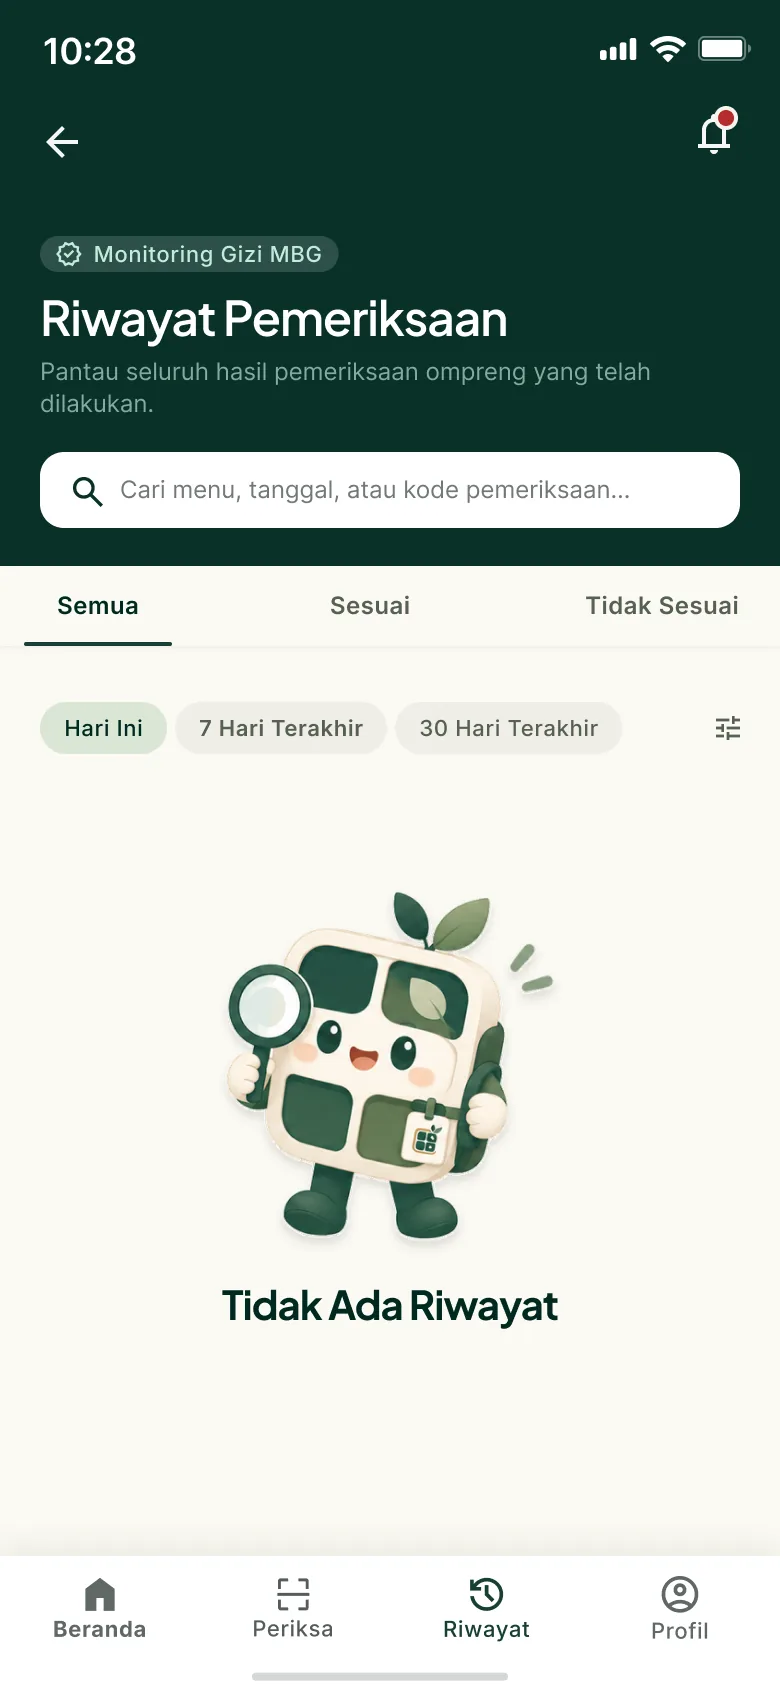 10:28
Monitoring Gizi MBG
Riwayat Pemeriksaan
Pantau seluruh hasil pemeriksaan ompreng yang telah
dilakukan.
Cari menu, tanggal, atau kode pemeriksaan...
Semua
Sesuai
Tidak Sesuai
Hari Ini
7 Hari Terakhir
30 Hari Terakhir
Tidak Ada Riwayat
Beranda
Periksa
Riwayat
Profil